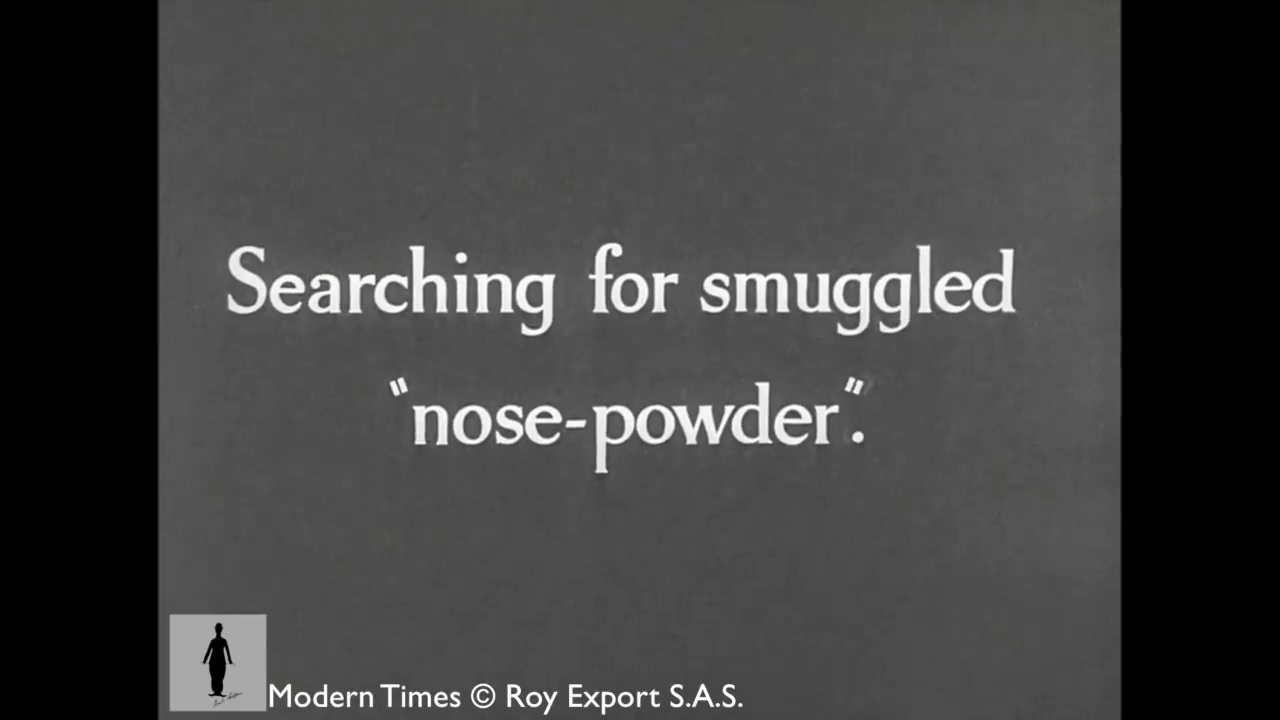 Searching for smuggled
"nose-powder".
Modern Times © Roy Export S.A.S.